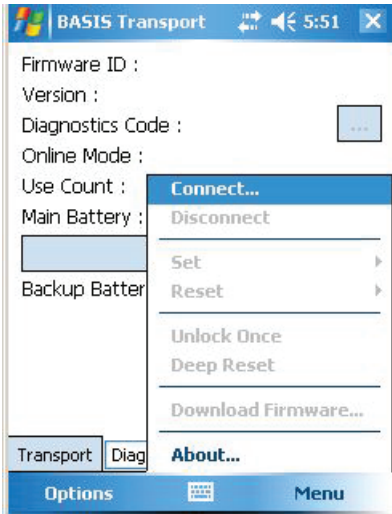 BASIS Transport 5:51
Firmware ID :
Version :
Diagnostics Code :
...
Online Mode :
Use Count :
Main Battery :
Backup Batter
Connect...
Disconnect
Set
Reset
Unlock Once
Deep Reset
Download Firmware...
About...
Transport Diag
Options Menu